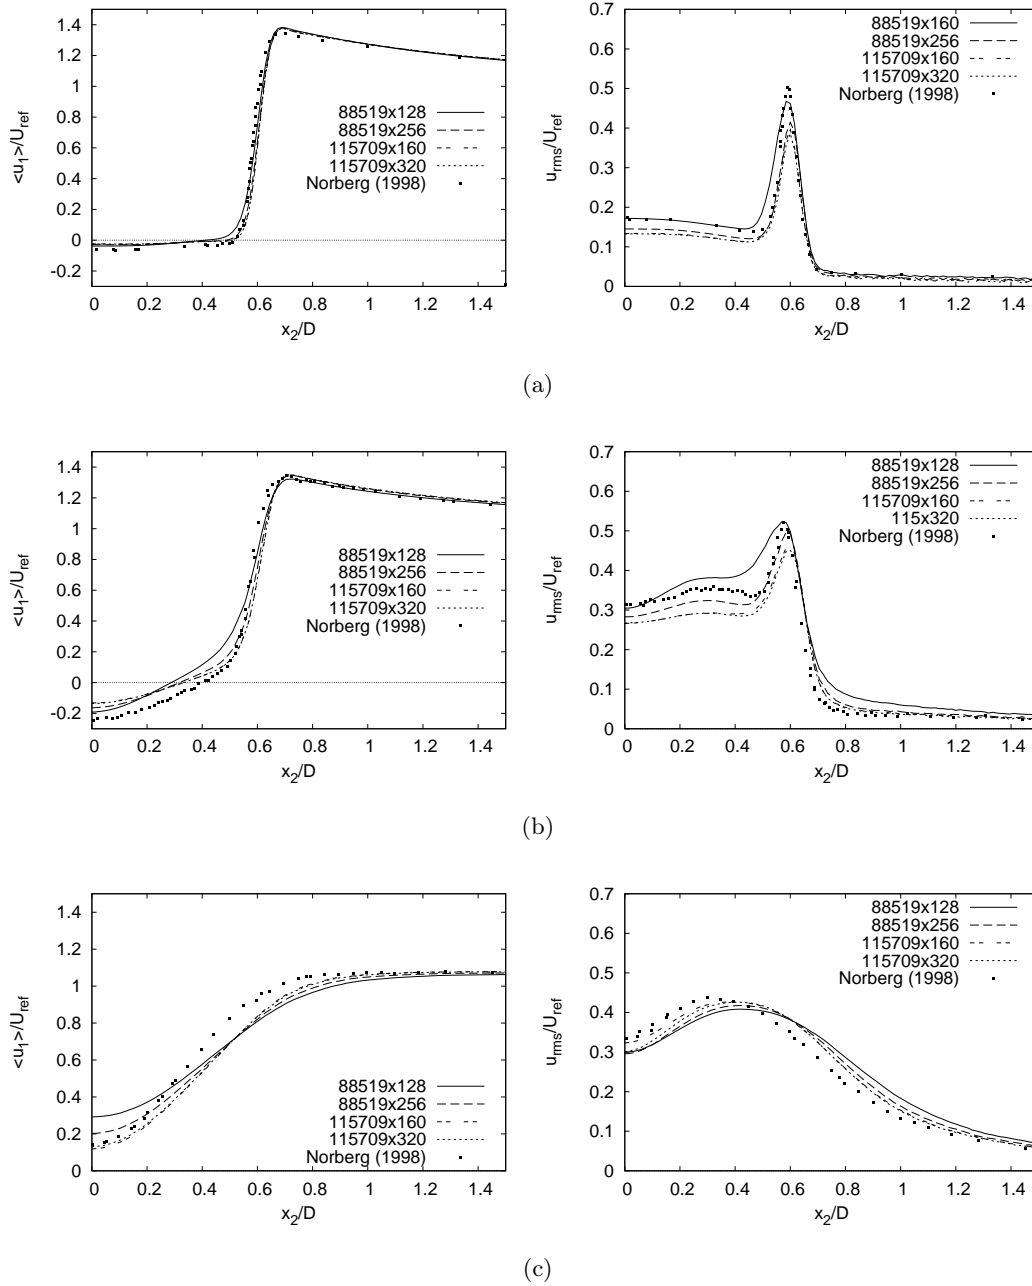 <u1>/Uref
1.4
1.2
1
0.8
0.6
0.4
0.2
0
-0.2
88519x128
88519x256
115709x160
115709x320
Norberg (1998)
0 0.2 0.4 0.6 0.8 1 1.2 1.4
x2/D
urms/Uref
0.7
0.6
0.5
0.4
0.3
0.2
0.1
0
88519x160
88519x256
115709x160
115709x320
Norberg (1998)
0 0.2 0.4 0.6 0.8 1 1.2 1.4
x2/D
(a)
<u1>/Uref
1.4
1.2
1
0.8
0.6
0.4
0.2
0
-0.2
88519x128
88519x256
115709x160
115709x320
Norberg (1998)
0 0.2 0.4 0.6 0.8 1 1.2 1.4
x2/D
urms/Uref
0.7
0.6
0.5
0.4
0.3
0.2
0.1
0
88519x128
88519x256
115709x160
115x320
Norberg (1998)
0 0.2 0.4 0.6 0.8 1 1.2 1.4
x2/D
(b)
<u1>/Uref
1.4
1.2
1
0.8
0.6
0.4
0.2
0
88519x128
88519x256
115709x160
115709x320
Norberg (1998)
0 0.2 0.4 0.6 0.8 1 1.2 1.4
x2/D
urms/Uref
0.7
0.6
0.5
0.4
0.3
0.2
0.1
0
88519x128
88519x256
115709x160
115709x320
Norberg (1998)
0 0.2 0.4 0.6 0.8 1 1.2 1.4
x2/D
(c)